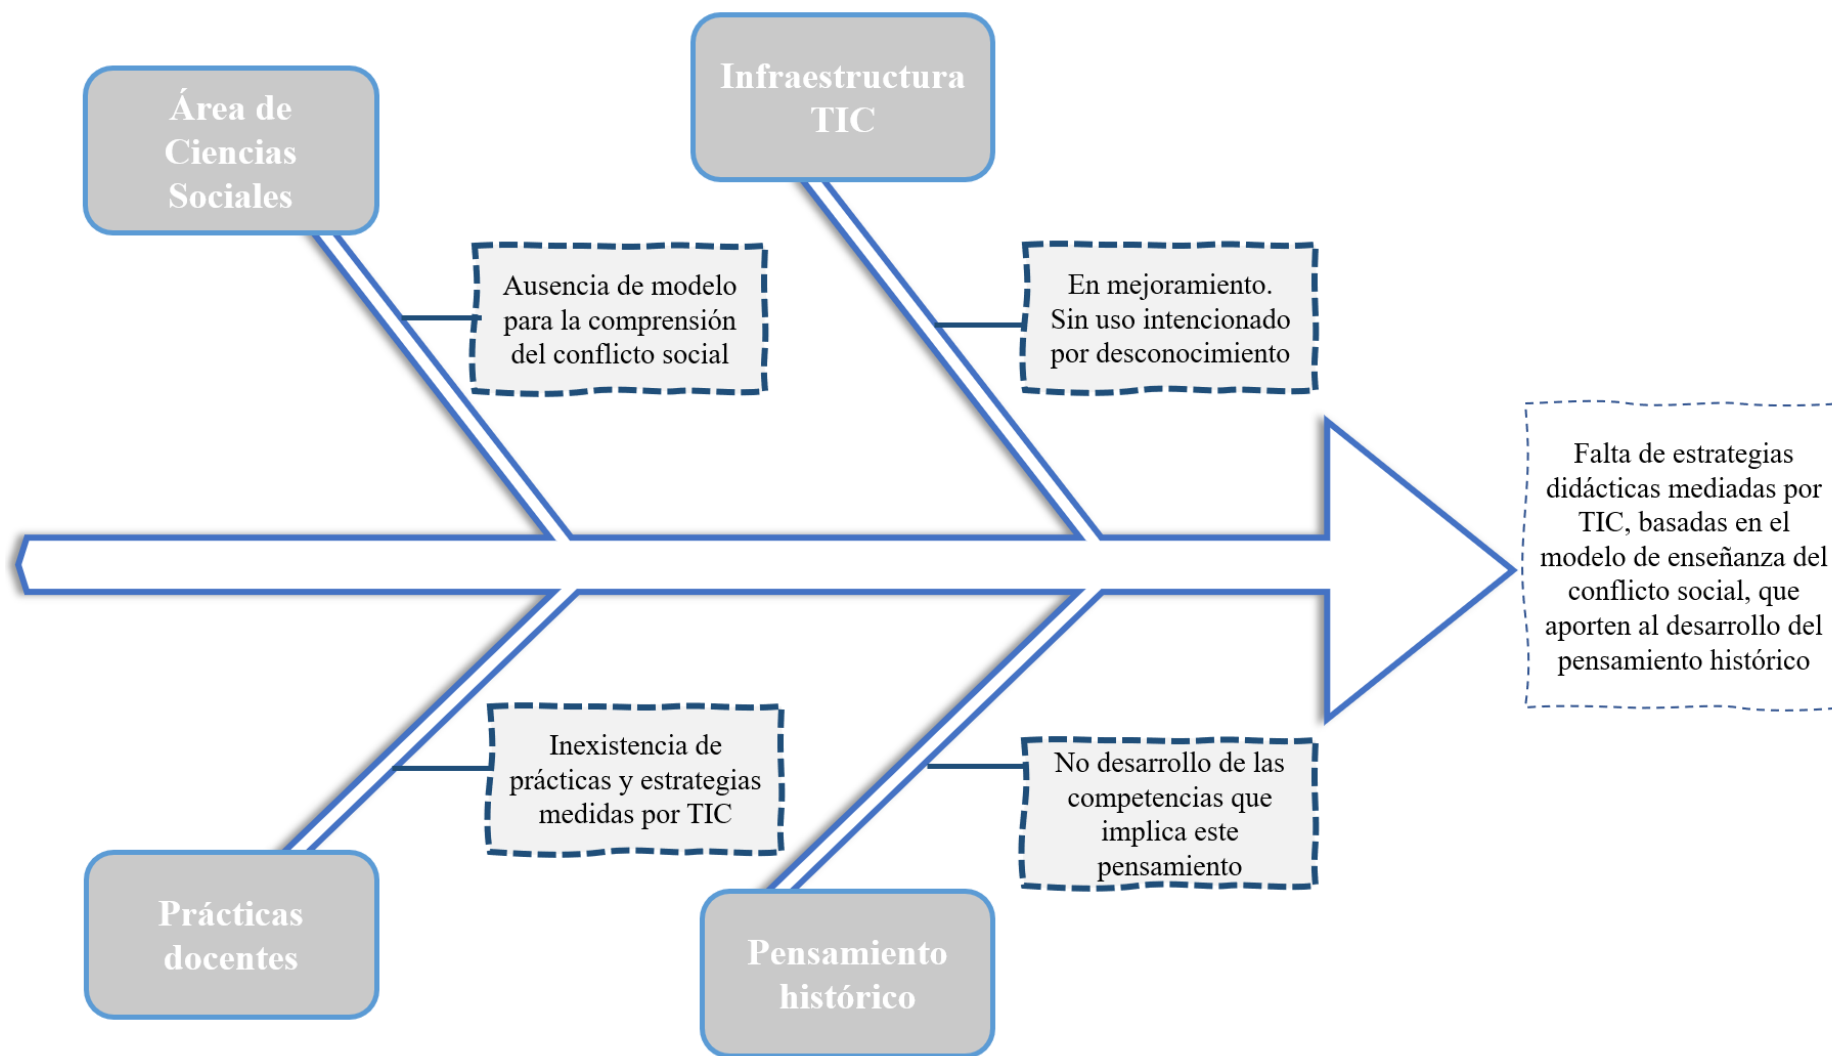 Área de
Ciencias
Sociales
Infraestructura
TIC
Ausencia de modelo
para la comprensión
del conflicto social
En mejoramiento.
Sin uso intencionado
por desconocimiento
Falta de estrategias
didácticas mediadas por
TIC, basadas en el
modelo de enseñanza del
conflicto social, que
aporten al desarrollo del
pensamiento histórico
Inexistencia de
prácticas y estrategias
medidas por TIC
No desarrollo de las
competencias que
implica este
pensamiento
Prácticas
docentes
Pensamiento
histórico